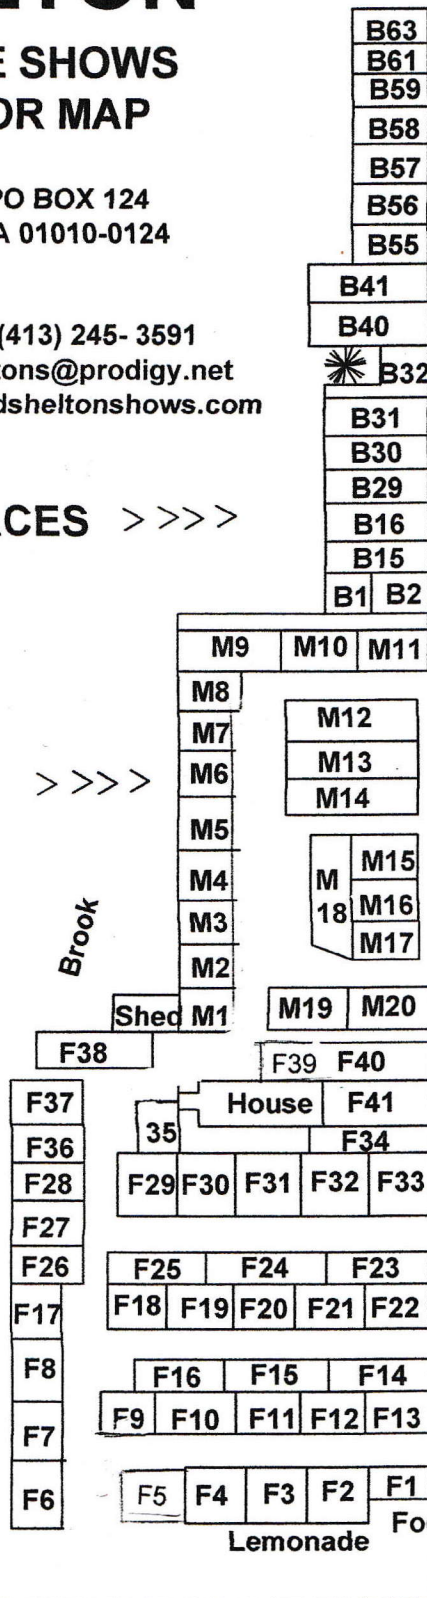 LTON
E SHOWS
OR MAP
PO BOX 124
A 01010-0124
(413) 245- 3591
tons@prodigy.net
dsheltonshows.com
ACES >>>>
B63
B61
B59
B58
B57
B56
B55
B41
B40
B32
B31
B30
B29
B16
B15
B1 B2
M9 M10 M11
M8
M7
M6
>>>>
M5
M4
M3
M2
Shed M1
Brook
M12
M13
M14
M 18
M15
M16
M17
M19 M20
F38
F39 F40
F37
House F41
35
F34
F36
F28
F29 F30 F31 F32 F33
F27
F26
F25 F24 F23
F17
F18 F19 F20 F21 F22
F8
F16 F15 F14
F7
F9 F10 F11 F12 F13
F6
F5 F4 F3 F2 F1
Lemonade Fo